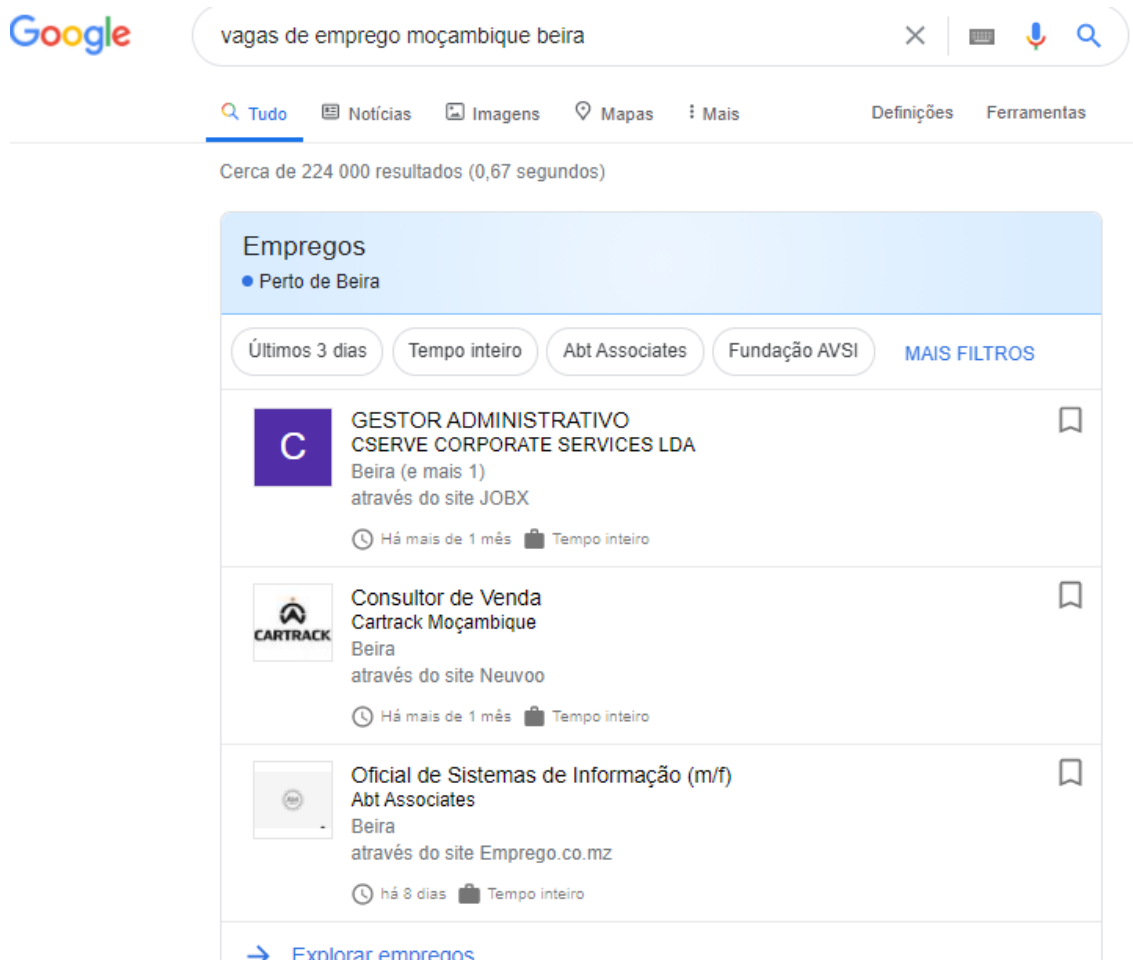 Google
vagas de emprego moçambique beira
Tudo Notícias Imagens Mapas Mais Definições Ferramentas
Cerca de 224 000 resultados (0,67 segundos)
Empregos
Perto de Beira
Últimos 3 dias Tempo inteiro Abt Associates Fundação AVSI MAIS FILTROS
C
GESTOR ADMINISTRATIVO
CSERVE CORPORATE SERVICES LDA
Beira (e mais 1)
através do site JOBX
Há mais de 1 mês Tempo inteiro
CARTRACK
Consultor de Venda
Cartrack Moçambique
Beira
através do site Neuvoo
Há mais de 1 mês Tempo inteiro
Oficial de Sistemas de Informação (m/f)
Abt Associates
Beira
através do site Emprego.co.mz
há 8 dias Tempo inteiro
Explorar empregos